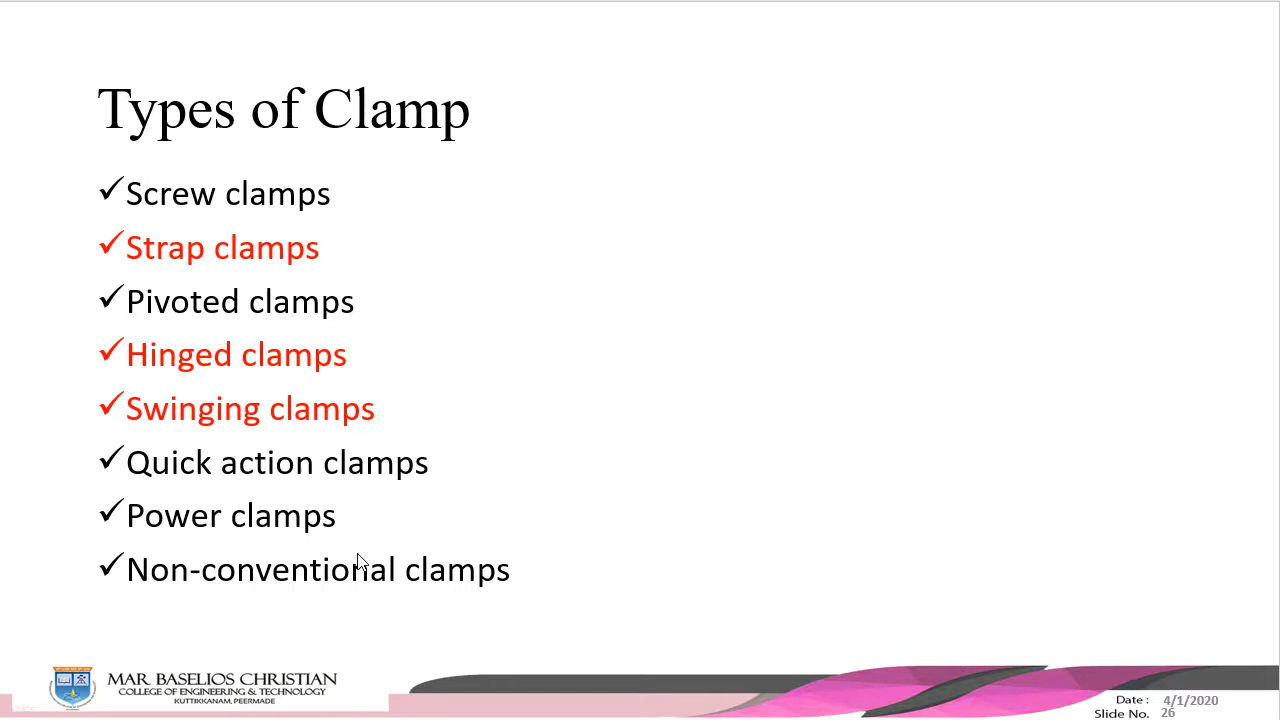 Types of Clamp
✓Screw clamps
✓Strap clamps
✓Pivoted clamps
✓Hinged clamps
✓Swinging clamps
✓Quick action clamps
✓Power clamps
✓Non-conventional clamps
MAR BASELIOS CHRISTIAN
COLLEGE OF ENGINEERING & TECHNOLOGY
KUTTIKKANAM, PEERMADE
Date : 4/1/2020
Slide No. 26